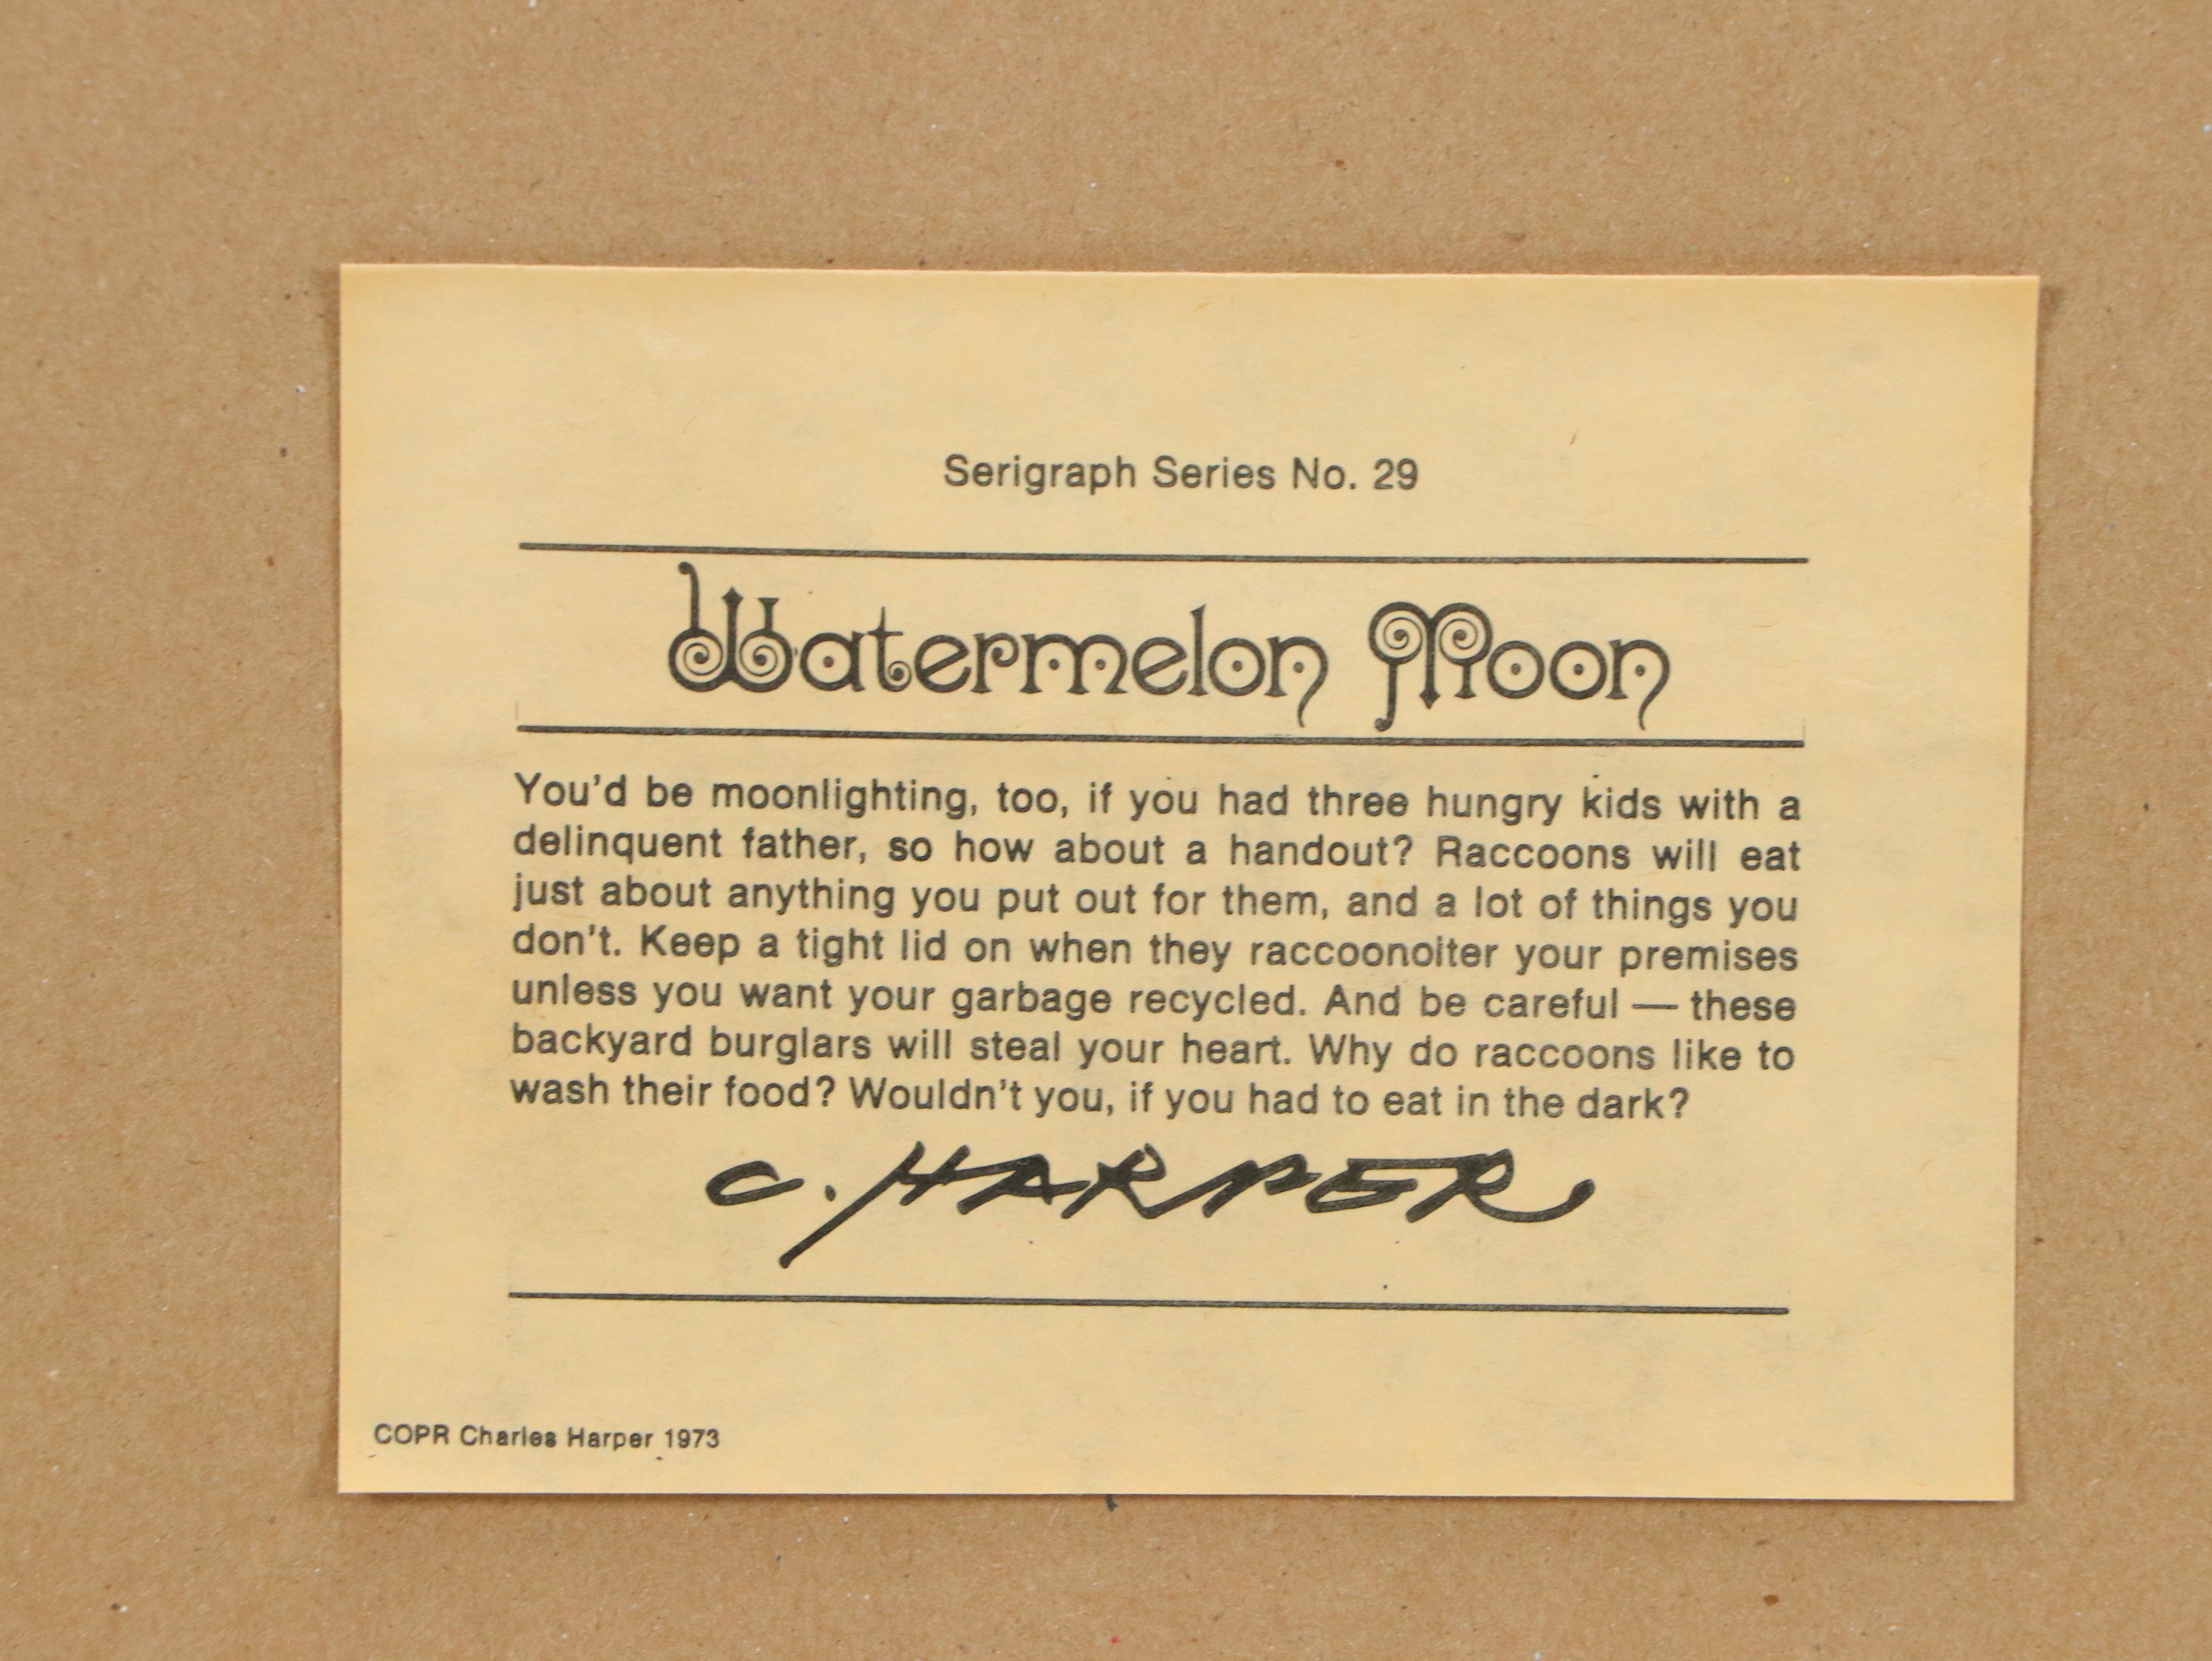 Serigraph Series No. 29
Watermelon Moon
You'd be moonlighting, too, if you had three hungry kids with a
delinquent father, so how about a handout? Raccoons will eat
just about anything you put out for them, and a lot of things you
don't. Keep a tight lid on when they raccoonoiter your premises
unless you want your garbage recycled. And be careful — these
backyard burglars will steal your heart. Why do raccoons like to
wash their food? Wouldn't you, if you had to eat in the dark?
C. HARPER
COPR Charles Harper 1973